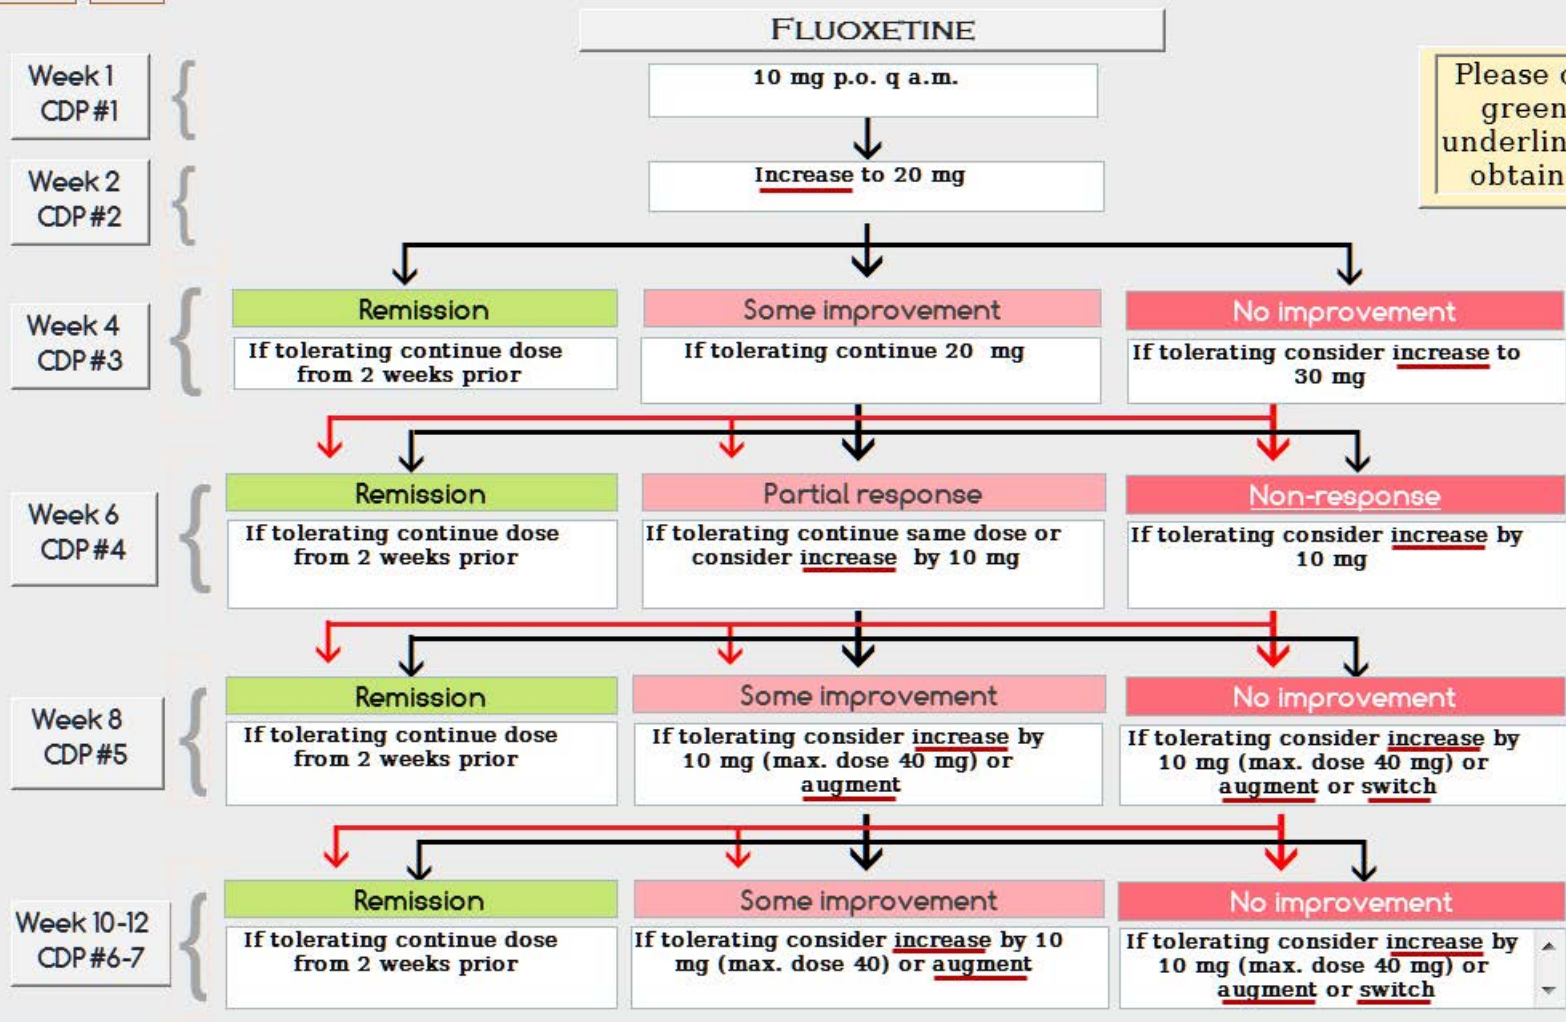 FLUOXETINE
Week 1
CDP #1
10 mg p.o. q a.m.
Please
green
underlin
obtain
Week 2
CDP #2
Increase to 20 mg
Week 4
CDP #3
Remission
If tolerating continue dose
from 2 weeks prior
Some improvement
If tolerating continue 20 mg
No improvement
If tolerating consider increase to
30 mg
Week 6
CDP #4
Remission
If tolerating continue dose
from 2 weeks prior
Partial response
If tolerating continue same dose or
consider increase by 10 mg
Non-response
If tolerating consider increase by
10 mg
Week 8
CDP #5
Remission
If tolerating continue dose
from 2 weeks prior
Some improvement
If tolerating consider increase by
10 mg (max. dose 40 mg) or
augment
No improvement
If tolerating consider increase by
10 mg (max. dose 40 mg) or
augment or switch
Week 10-12
CDP #6-7
Remission
If tolerating continue dose
from 2 weeks prior
Some improvement
If tolerating consider increase by 10
mg (max. dose 40) or augment
No improvement
If tolerating consider increase by
10 mg (max. dose 40 mg) or
augment or switch